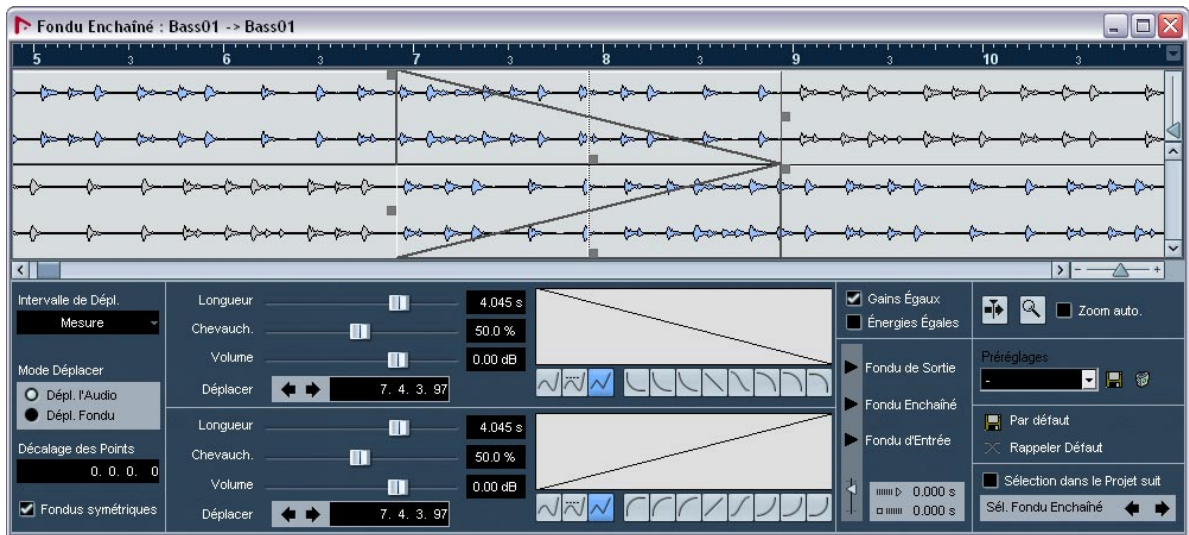 Fondu Enchaîné : Bass01 -> Bass01
5 3 6 3 7 3 8 3 9 3 10 3
Intervalle de Dépl.
Mesure
Mode Déplacer
Dépl. l'Audio
Dépl. Fondu
Décalage des Points
0. 0. 0. 0
Fondus symétriques
Longueur 4.045 s
Chevauch. 50.0 %
Volume 0.00 dB
Déplacer 7. 4. 3. 97
Longueur 4.045 s
Chevauch. 50.0 %
Volume 0.00 dB
Déplacer 7. 4. 3. 97
Gains Égaux
Énergies Égales
Fondu de Sortie
Fondu Enchaîné
Fondu d'Entrée
0.000 s
0.000 s
Zoom auto.
Préréglages
-
Par défaut
Rappeler Défaut
Sélection dans le Projet suit
Sél. Fondu Enchaîné